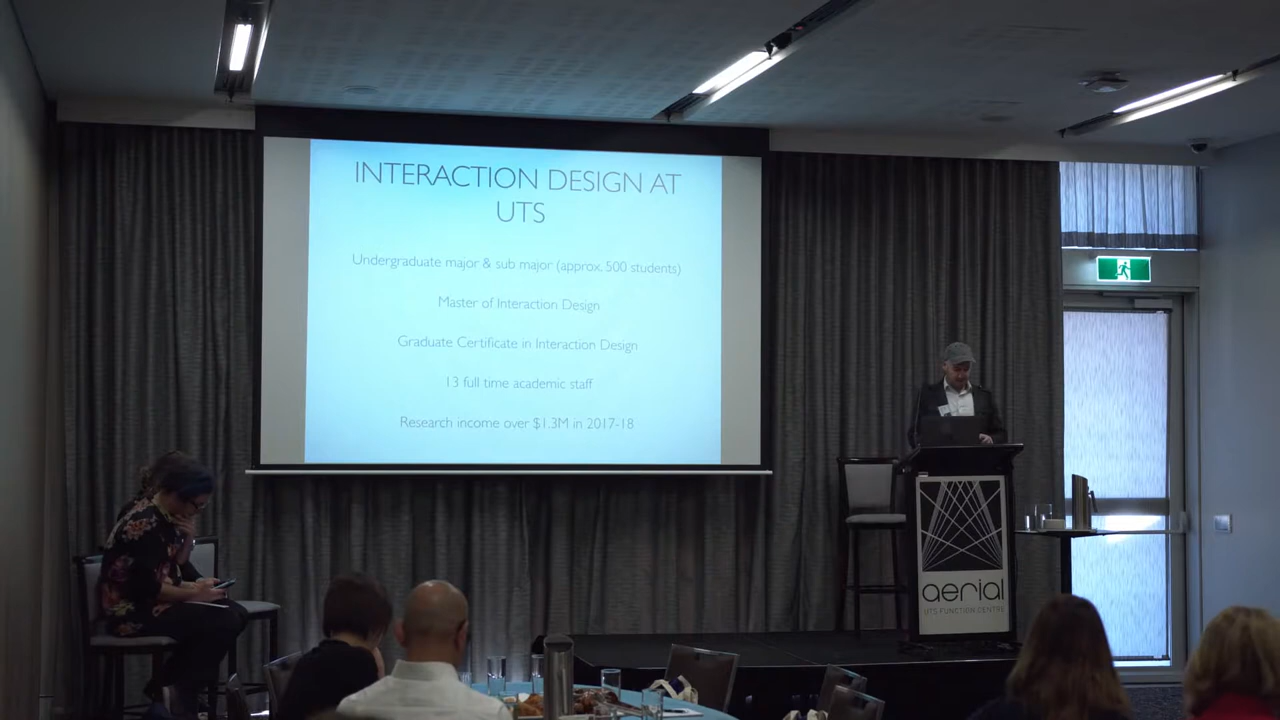 INTERACTION DESIGN AT
UTS
Undergraduate major & sub major (approx. 500 students)
Master of Interaction Design
Graduate Certificate in Interaction Design
13 full time academic staff
Research income over $1.3M in 2017-18
aerial
UTS FUNCTION CENTRE